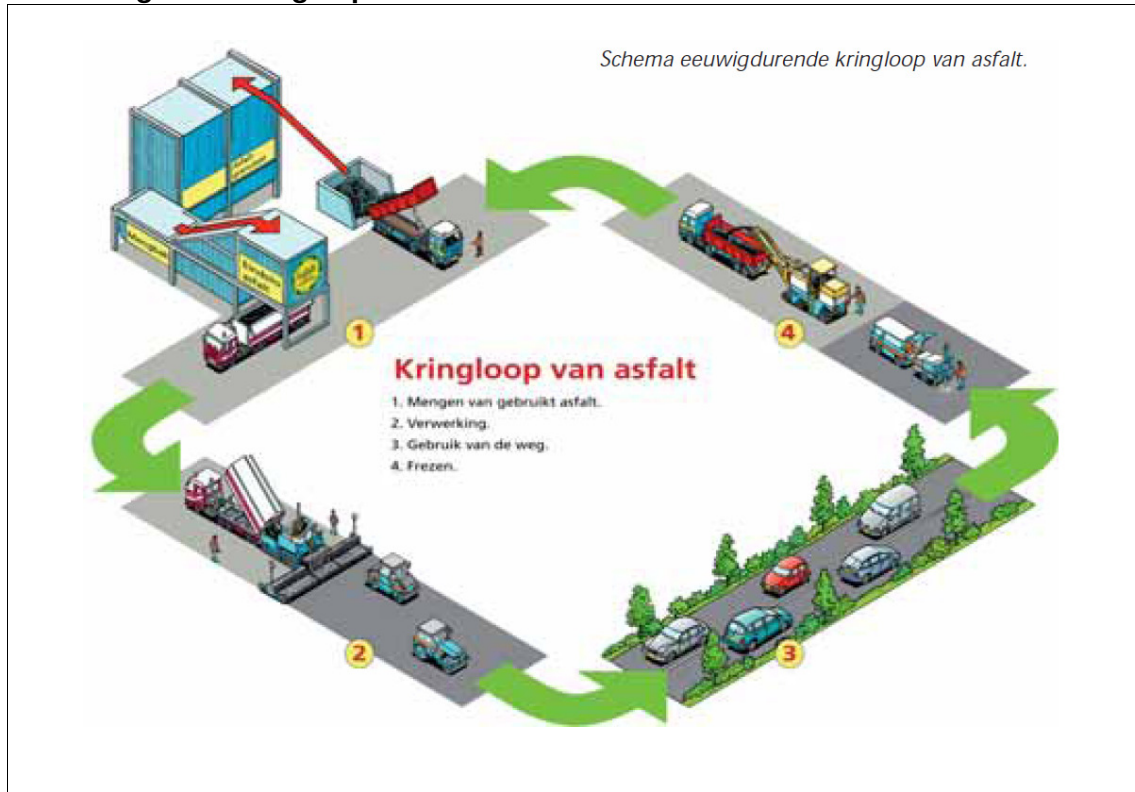 Schema eeuwigdurende kringloop van asfalt.
Kringloop van asfalt
1. Mengen van gebruikt asfalt.
2. Verwerking.
3. Gebruik van de weg.
4. Frezen.
1
4
2
3